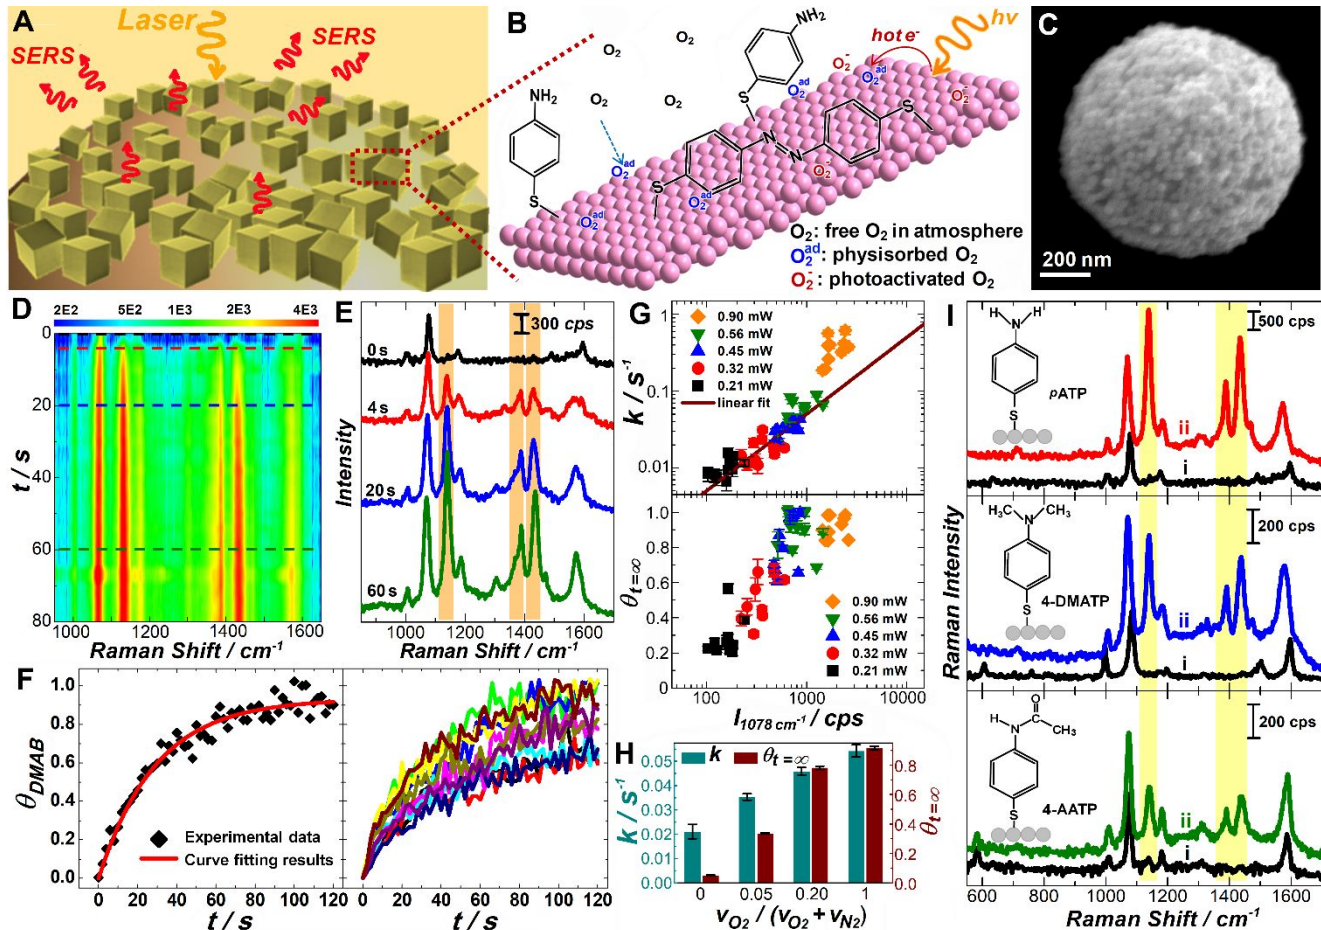 A
Laser
SERS
SERS
B
NH₂
O₂
O₂
O₂
O₂
O₂
NH₂
S
O₂ᵃᵈ
O₂ᵃᵈ
O₂ᵃᵈ
O₂ᵃᵈ
O₂ᵃᵈ
hot e⁻
hν
O₂⁻
O₂⁻
O₂⁻
S
N
N
S
S
O₂: free O₂ in atmosphere
O₂ᵃᵈ: physisorbed O₂
O₂⁻: photoactivated O₂
C
200 nm
D
2E2 5E2 1E3 2E3 4E3
0
20
40
60
80
t / s
1000 1200 1400 1600
Raman Shift / cm⁻¹
E
300 cps
0 s
4 s
20 s
60 s
Intensity
1000 1200 1400 1600
Raman Shift / cm⁻¹
F
1.0
0.8
0.6
0.4
0.2
0.0
θDMAB
Experimental data
Curve fitting results
0 20 40 60 80 100 120
t / s
0 20 40 60 80 100 120
t / s
G
0.90 mW
0.56 mW
0.45 mW
0.32 mW
0.21 mW
linear fit
1
0.1
0.01
k / s⁻¹
1.0
0.8
0.6
0.4
0.2
0
θt=∞
0.90 mW
0.56 mW
0.45 mW
0.32 mW
0.21 mW
100 1000 10000
I1078 cm⁻¹ / cps
H
k θt=∞
0.05
0.04
0.03
0.02
0.01
0.00
k / s⁻¹
0.8
0.6
0.4
0.2
0.0
θt=∞
0 0.05 0.20 1
vO₂ / (vO₂ + vN₂)
I
500 cps
H H
N
S
pATP
ii
i
200 cps
H₃C CH₃
N
S
4-DMATP
ii
i
200 cps
O
H N C CH₃
S
4-AATP
ii
i
Raman Intensity
600 800 1000 1200 1400 1600
Raman Shift / cm⁻¹